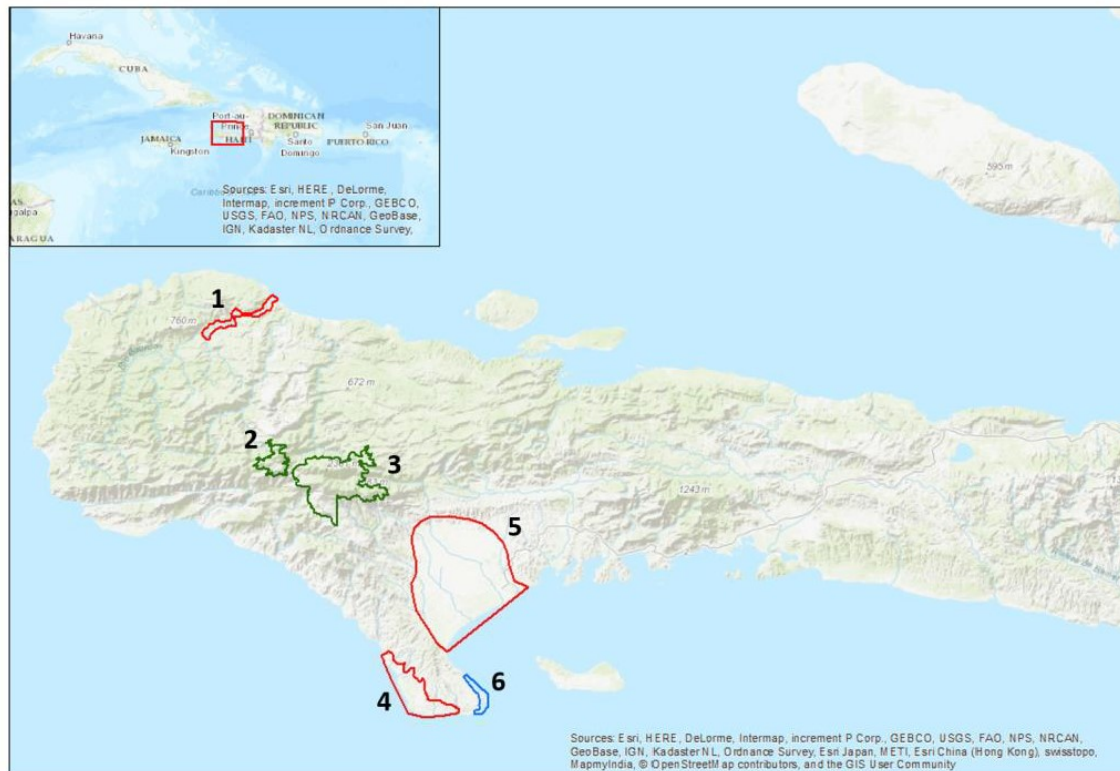 Havana
CUBA
Port-au-
Prince
DOMINICAN
REPUBLIC
San Juan
JAMAICA
HAITI
Kingston
Santo
Domingo
PUERTO RICO
Sources: Esri, HERE, DeLorme,
Intermap, increment P Corp., GEBCO,
USGS, FAO, NPS, NRCAN, GeoBase,
IGN, Kadaster NL, Ordnance Survey,
595 m
1
760 m
672 m
2
3
1243 m
5
4
6
Sources: Esri, HERE, DeLorme, Intermap, increment P Corp., GEBCO, USGS, FAO, NPS, NRCAN,
GeoBase, IGN, Kadaster NL, Ordnance Survey, Esri Japan, METI, Esri China (Hong Kong), swisstopo,
MapmyIndia, © OpenStreetMap contributors, and the GIS User Community